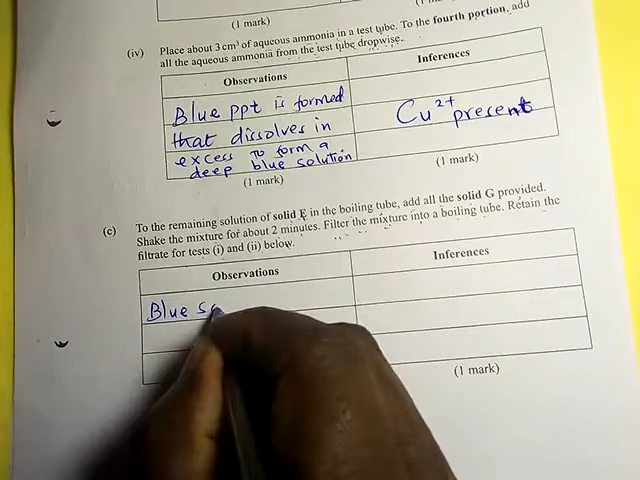 (1 mark)
(iv) Place about 3 cm³ of aqueous ammonia in a test tube. To the fourth portion, add
all the aqueous ammonia from the test tube dropwise.
Observations Inferences
Blue ppt is formed
that dissolves in
excess to form a
deep blue solution
Cu²⁺ present
(1 mark) (1 mark)
(c) To the remaining solution of solid E in the boiling tube, add all the solid G provided.
Shake the mixture for about 2 minutes. Filter the mixture into a boiling tube. Retain the
filtrate for tests (i) and (ii) below.
Observations Inferences
Blue
(1 mark)